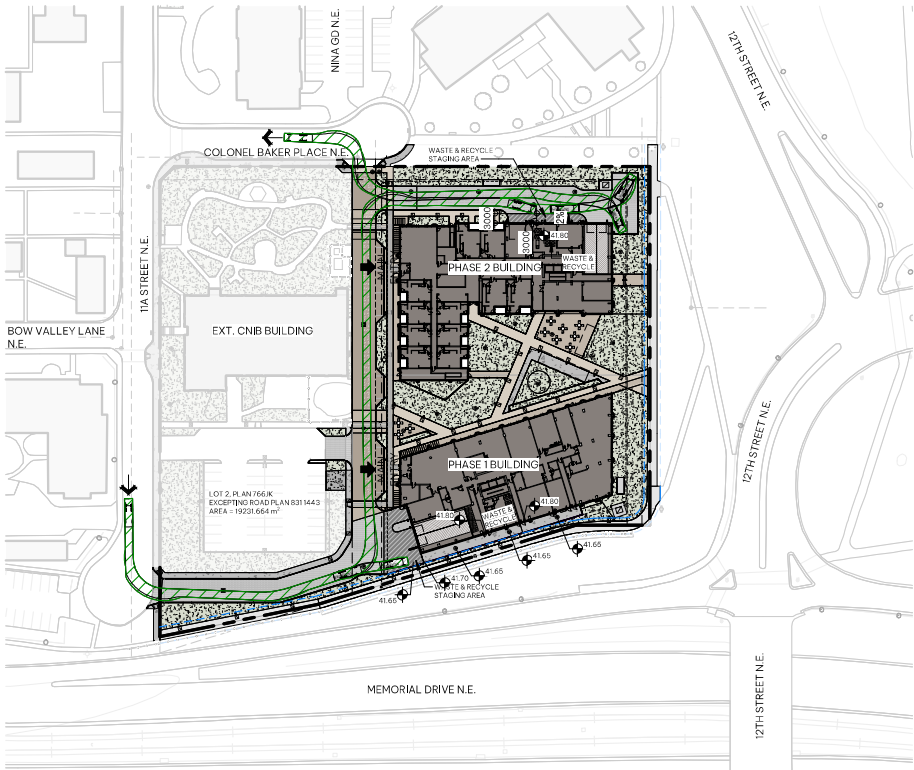 NINA GD N.E.
12TH STREET N.E.
COLONEL BAKER PLACE N.E.
WASTE & RECYCLE
STAGING AREA
3000
3000
2%
41.80
PHASE 2 BUILDING
WASTE &
RECYCLE
11A STREET N.E.
EXT. CNIB BUILDING
BOW VALLEY LANE
N.E.
12TH STREET N.E.
PHASE 1 BUILDING
LOT 2, PLAN 766JK
EXCEPTING ROAD PLAN 8311443
AREA = 19231.664 m²
41.80
WASTE &
RECYCLE
41.80
41.65
41.65
41.65
41.70
WASTE & RECYCLE
STAGING AREA
41.65
MEMORIAL DRIVE N.E.
12TH STREET N.E.